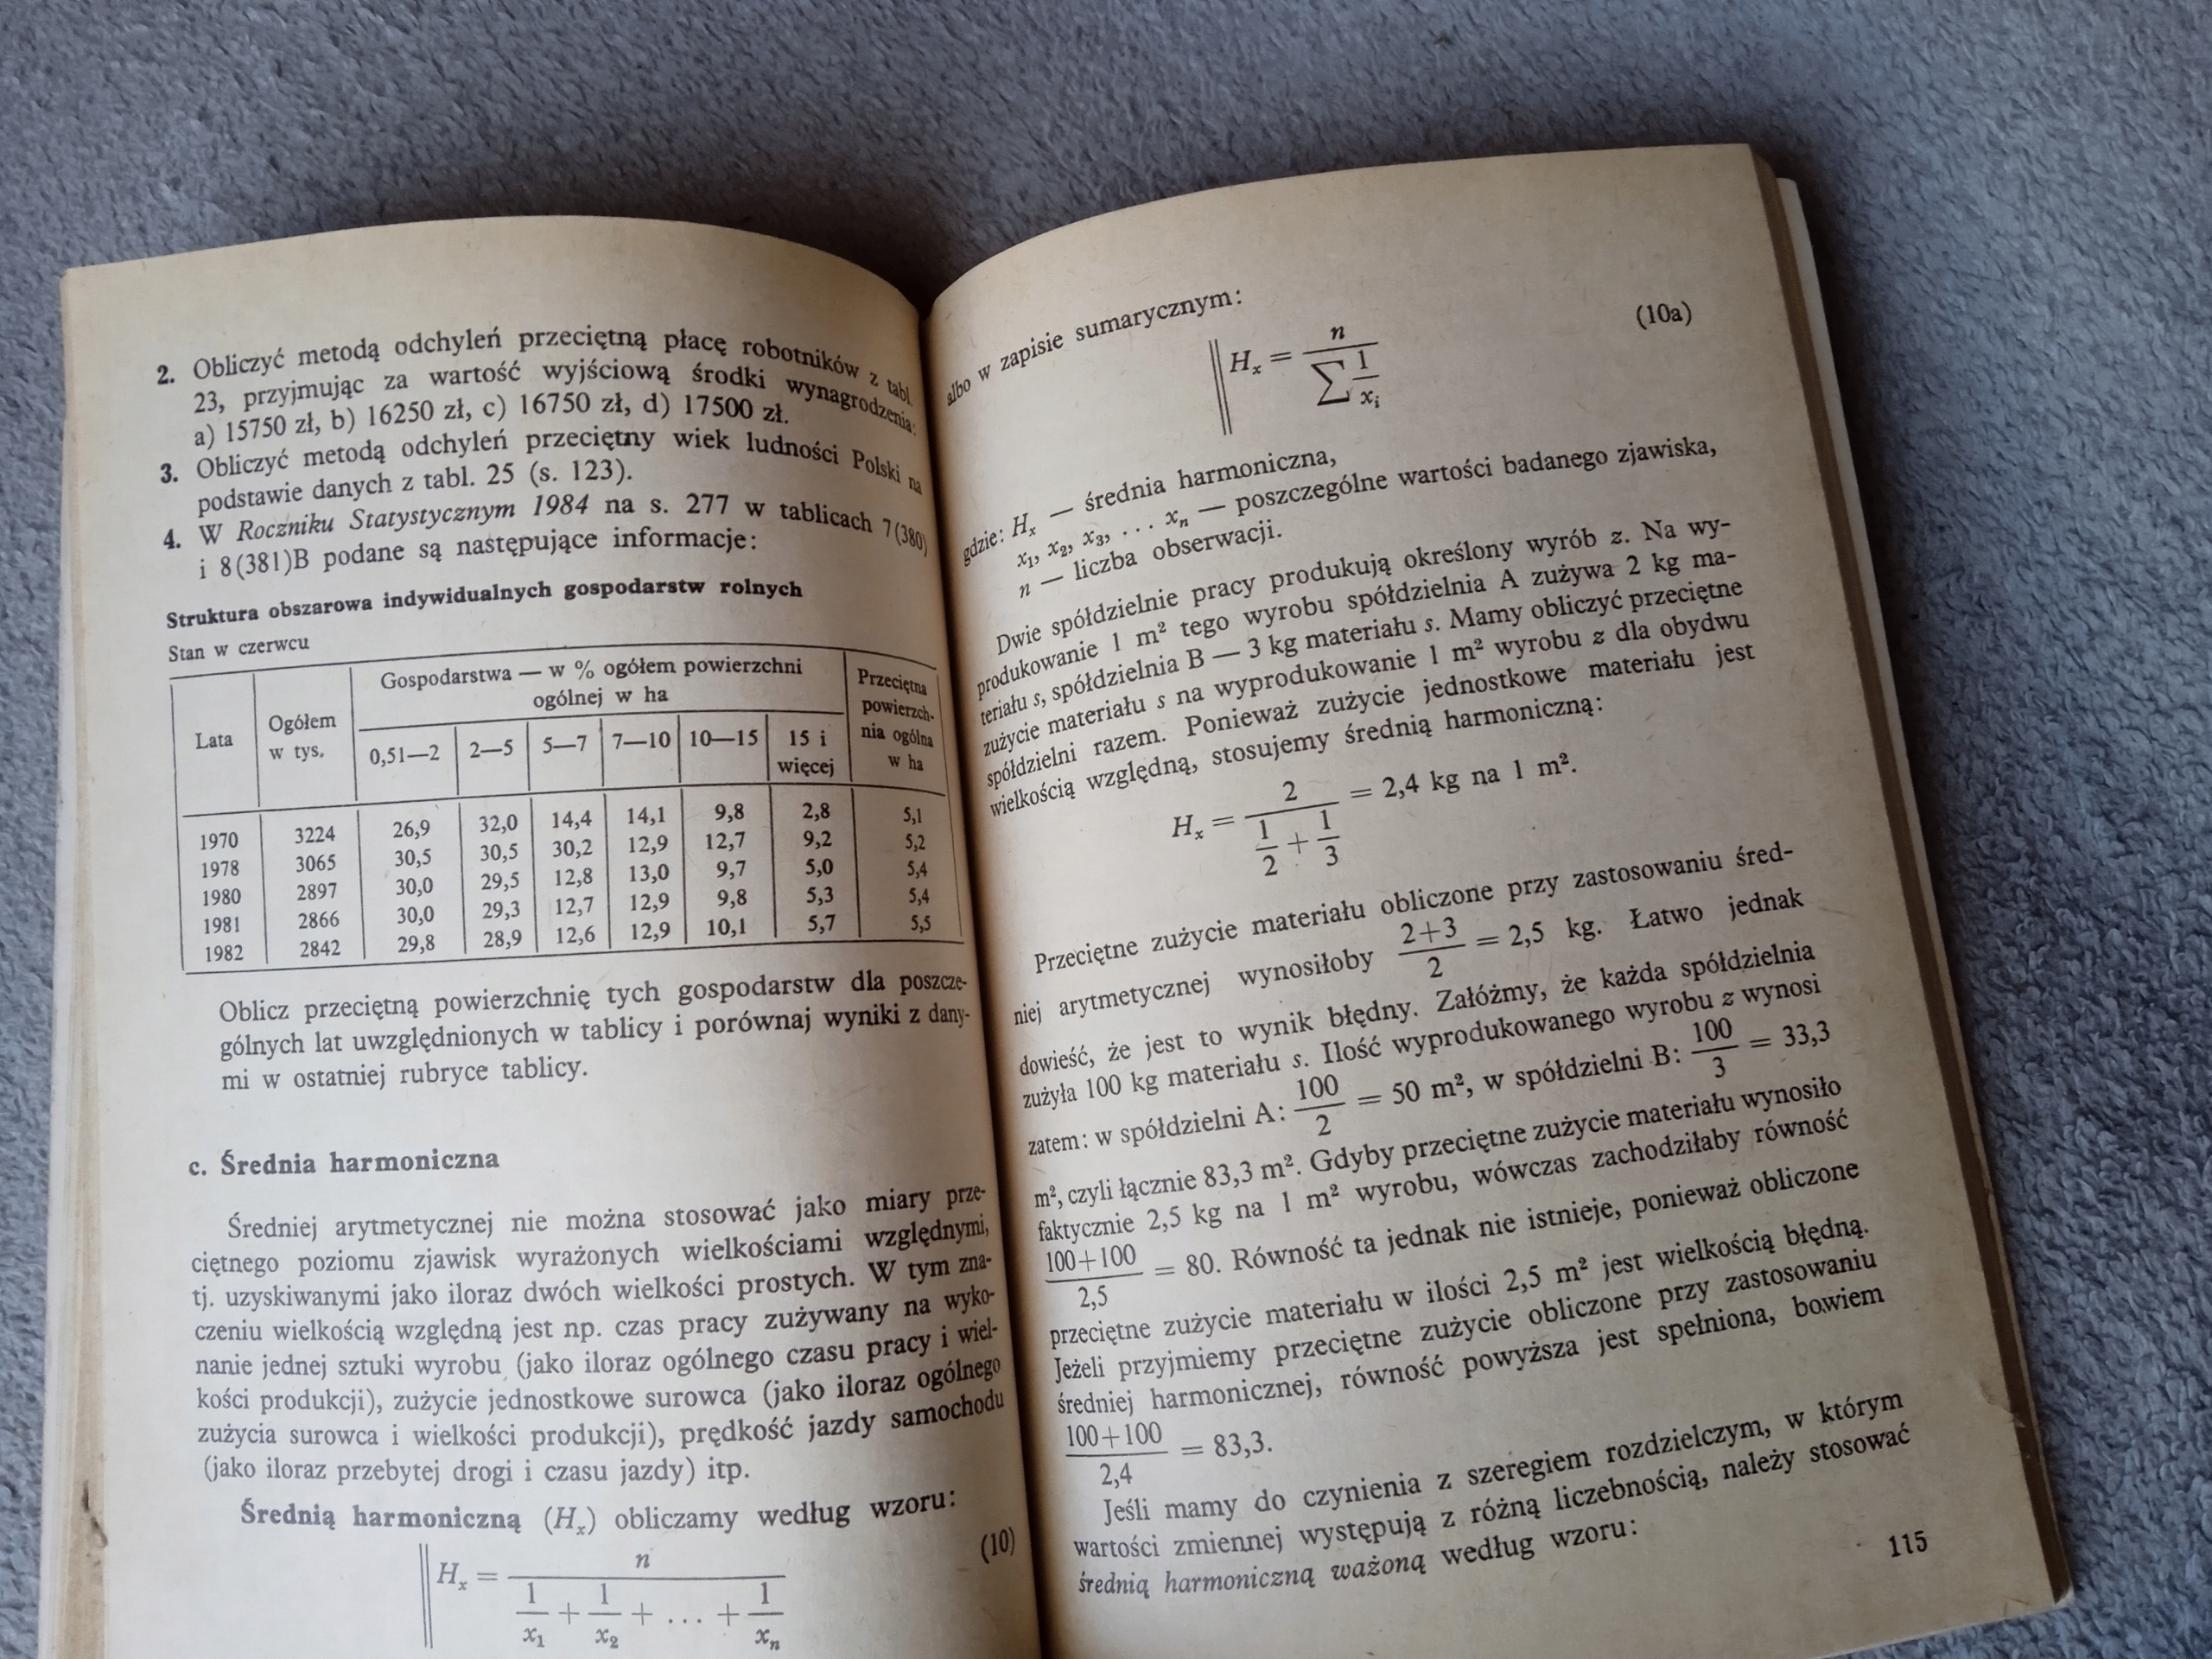 2. Obliczyć metodą odchyleń przeciętną płacę robotników z tabl.
23, przyjmując za wartość wyjściową środki wynagrodzenia:
a) 15750 zł, b) 16250 zł, c) 16750 zł, d) 17500 zł.
3. Obliczyć metodą odchyleń przeciętny wiek ludności Polski na
podstawie danych z tabl. 25 (s. 123).
4. W Roczniku Statystycznym 1984 na s. 277 w tablicach 7(380)
i 8(381)B podane są następujące informacje:
Struktura obszarowa indywidualnych gospodarstw rolnych
Stan w czerwcu
Lata | Ogółem w tys. | Gospodarstwa — w % ogółem powierzchni ogólnej w ha | Przeciętna powierzch-nia ogólna w ha
0,51—2 | 2—5 | 5—7 | 7—10 | 10—15 | 15 i więcej
1970 | 3224 | 26,9 | 32,0 | 14,4 | 14,1 | 9,8 | 2,8 | 5,1
1978 | 3065 | 30,5 | 30,5 | 30,2 | 12,9 | 12,7 | 9,2 | 5,2
1980 | 2897 | 30,0 | 29,5 | 12,8 | 13,0 | 9,7 | 5,0 | 5,4
1981 | 2866 | 30,0 | 29,3 | 12,7 | 12,9 | 9,8 | 5,3 | 5,4
1982 | 2842 | 29,8 | 28,9 | 12,6 | 12,9 | 10,1 | 5,7 | 5,5
Oblicz przeciętną powierzchnię tych gospodarstw dla poszcze-
gólnych lat uwzględnionych w tablicy i porównaj wyniki z dany-
mi w ostatniej rubryce tablicy.
c. Średnia harmoniczna
Średniej arytmetycznej nie można stosować jako miary prze-
ciętnego poziomu zjawisk wyrażonych wielkościami względnymi,
tj. uzyskiwanymi jako iloraz dwóch wielkości prostych. W tym zna-
czeniu wielkością względną jest np. czas pracy zużywany na wyko-
nanie jednej sztuki wyrobu (jako iloraz ogólnego czasu pracy i wiel-
kości produkcji), zużycie jednostkowe surowca (jako iloraz ogólnego
zużycia surowca i wielkości produkcji), prędkość jazdy samochodu
(jako iloraz przebytej drogi i czasu jazdy) itp.
Średnią harmoniczną (Hₓ) obliczamy według wzoru:
Hₓ = n / (1/x₁ + 1/x₂ + ... + 1/xₙ) (10)
albo w zapisie sumarycznym:
Hₓ = n / ∑ 1/xᵢ (10a)
gdzie: Hₓ — średnia harmoniczna,
x₁, x₂, x₃, ... xₙ — poszczególne wartości badanego zjawiska,
n — liczba obserwacji.
Dwie spółdzielnie pracy produkują określony wyrób z. Na wy-
produkowanie 1 m² tego wyrobu spółdzielnia A zużywa 2 kg ma-
teriału s, spółdzielnia B — 3 kg materiału s. Mamy obliczyć przeciętne
zużycie materiału s na wyprodukowanie 1 m² wyrobu z dla obydwu
spółdzielni razem. Ponieważ zużycie jednostkowe materiału jest
wielkością względną, stosujemy średnią harmoniczną:
Hₓ = 2 / (1/2 + 1/3) = 2,4 kg na 1 m².
Przeciętne zużycie materiału obliczone przy zastosowaniu śred-
niej arytmetycznej wynosiłoby (2+3)/2 = 2,5 kg. Łatwo jednak
dowieść, że jest to wynik błędny. Załóżmy, że każda spółdzielnia
zużyła 100 kg materiału s. Ilość wyprodukowanego wyrobu z wynosi
zatem: w spółdzielni A: 100/2 = 50 m², w spółdzielni B: 100/3 = 33,3
m², czyli łącznie 83,3 m². Gdyby przeciętne zużycie materiału wynosiło
faktycznie 2,5 kg na 1 m² wyrobu, wówczas zachodziłaby równość
(100+100)/2,5 = 80. Równość ta jednak nie istnieje, ponieważ obliczone
przeciętne zużycie materiału w ilości 2,5 m² jest wielkością błędną.
Jeżeli przyjmiemy przeciętne zużycie obliczone przy zastosowaniu
średniej harmonicznej, równość powyższa jest spełniona, bowiem
(100+100)/2,4 = 83,3.
Jeśli mamy do czynienia z szeregiem rozdzielczym, w którym
wartości zmiennej występują z różną liczebnością, należy stosować
średnią harmoniczną ważoną według wzoru:
115